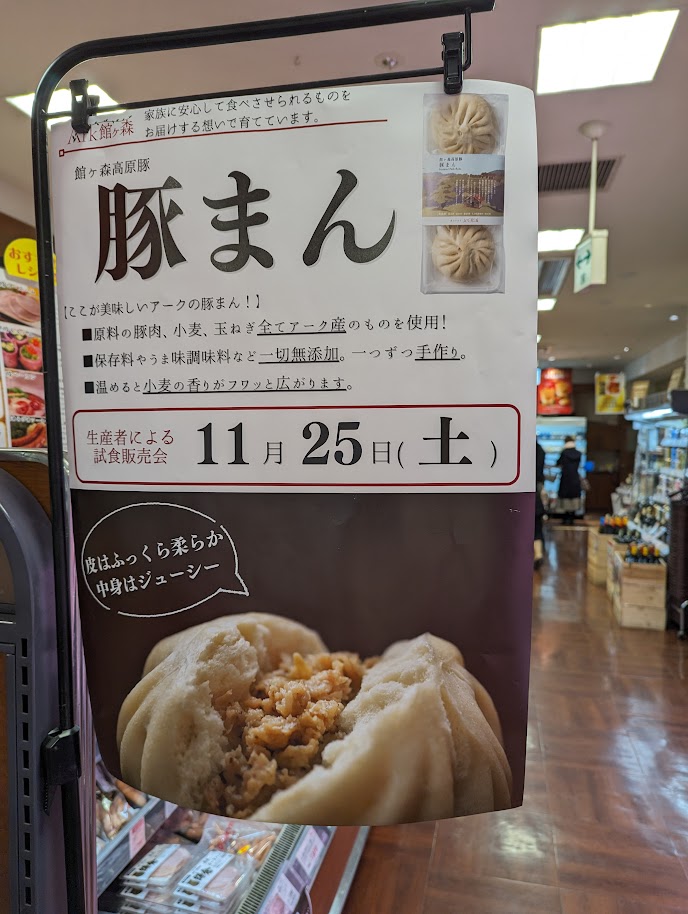 Ark館ヶ森
家族に安心して食べさせられるものを
お届けする想いで育てています。
館ヶ森高原豚
豚まん
【ここが美味しいアークの豚まん！】
■原料の豚肉、小麦、玉ねぎ全てアーク産のものを使用！
■保存料やうま味調味料など一切無添加。一つずつ手作り。
■温めると小麦の香りがフワッと広がります。
生産者による
試食販売会
11月25日(土)
皮はふっくら柔らか
中身はジューシー
豚まん
おす
レシ